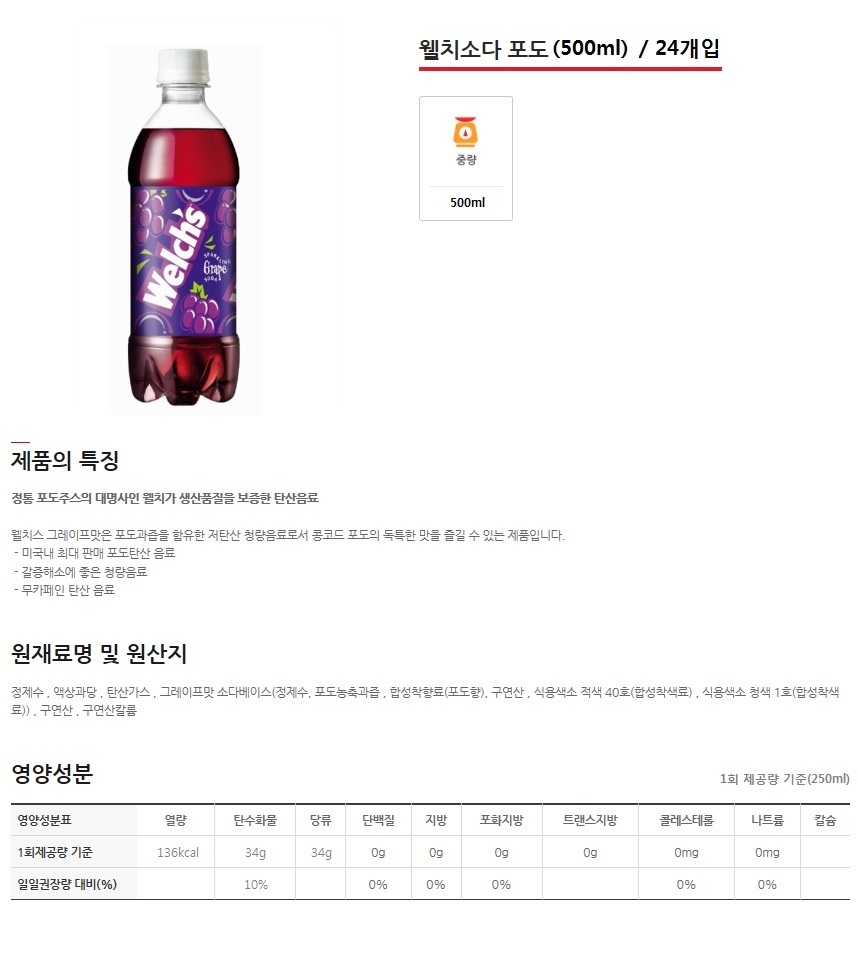 웰치소다 포도 (500ml) / 24개입
중량
500ml
Welch's
SPARKLING
Grape
SODA
제품의 특징
정통 포도주스의 대명사인 웰치가 생산품질을 보증한 탄산음료
웰치스 그레이프맛은 포도과즙을 함유한 저탄산 청량음료로서 콩코드 포도의 독특한 맛을 즐길 수 있는 제품입니다.
- 미국내 최대 판매 포도탄산 음료
- 갈증해소에 좋은 청량음료
- 무카페인 탄산 음료
원재료명 및 원산지
정제수 , 액상과당 , 탄산가스 , 그레이프맛 소다베이스(정제수, 포도농축과즙 , 합성착향료(포도향), 구연산 , 식용색소 적색 40호(합성착색료) , 식용색소 청색 1호(합성착색
료)) , 구연산 , 구연산칼륨
영양성분
1회 제공량 기준(250ml)
영양성분표 열량 탄수화물 당류 단백질 지방 포화지방 트랜스지방 콜레스테롤 나트륨 칼슘
1회제공량 기준 136kcal 34g 34g 0g 0g 0g 0g 0mg 0mg
일일권장량 대비(%) 10% 0% 0% 0% 0% 0%